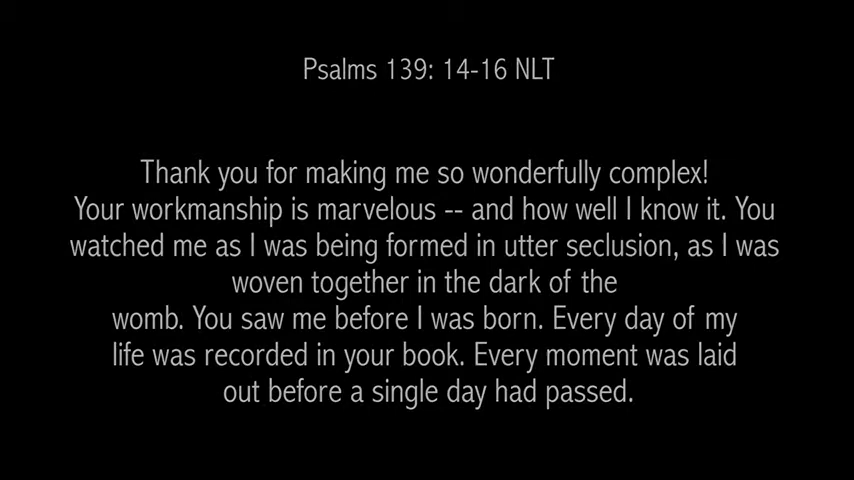 Psalms 139: 14-16 NLT
Thank you for making me so wonderfully complex!
Your workmanship is marvelous -- and how well I know it. You
watched me as I was being formed in utter seclusion, as I was
woven together in the dark of the
womb. You saw me before I was born. Every day of my
life was recorded in your book. Every moment was laid
out before a single day had passed.